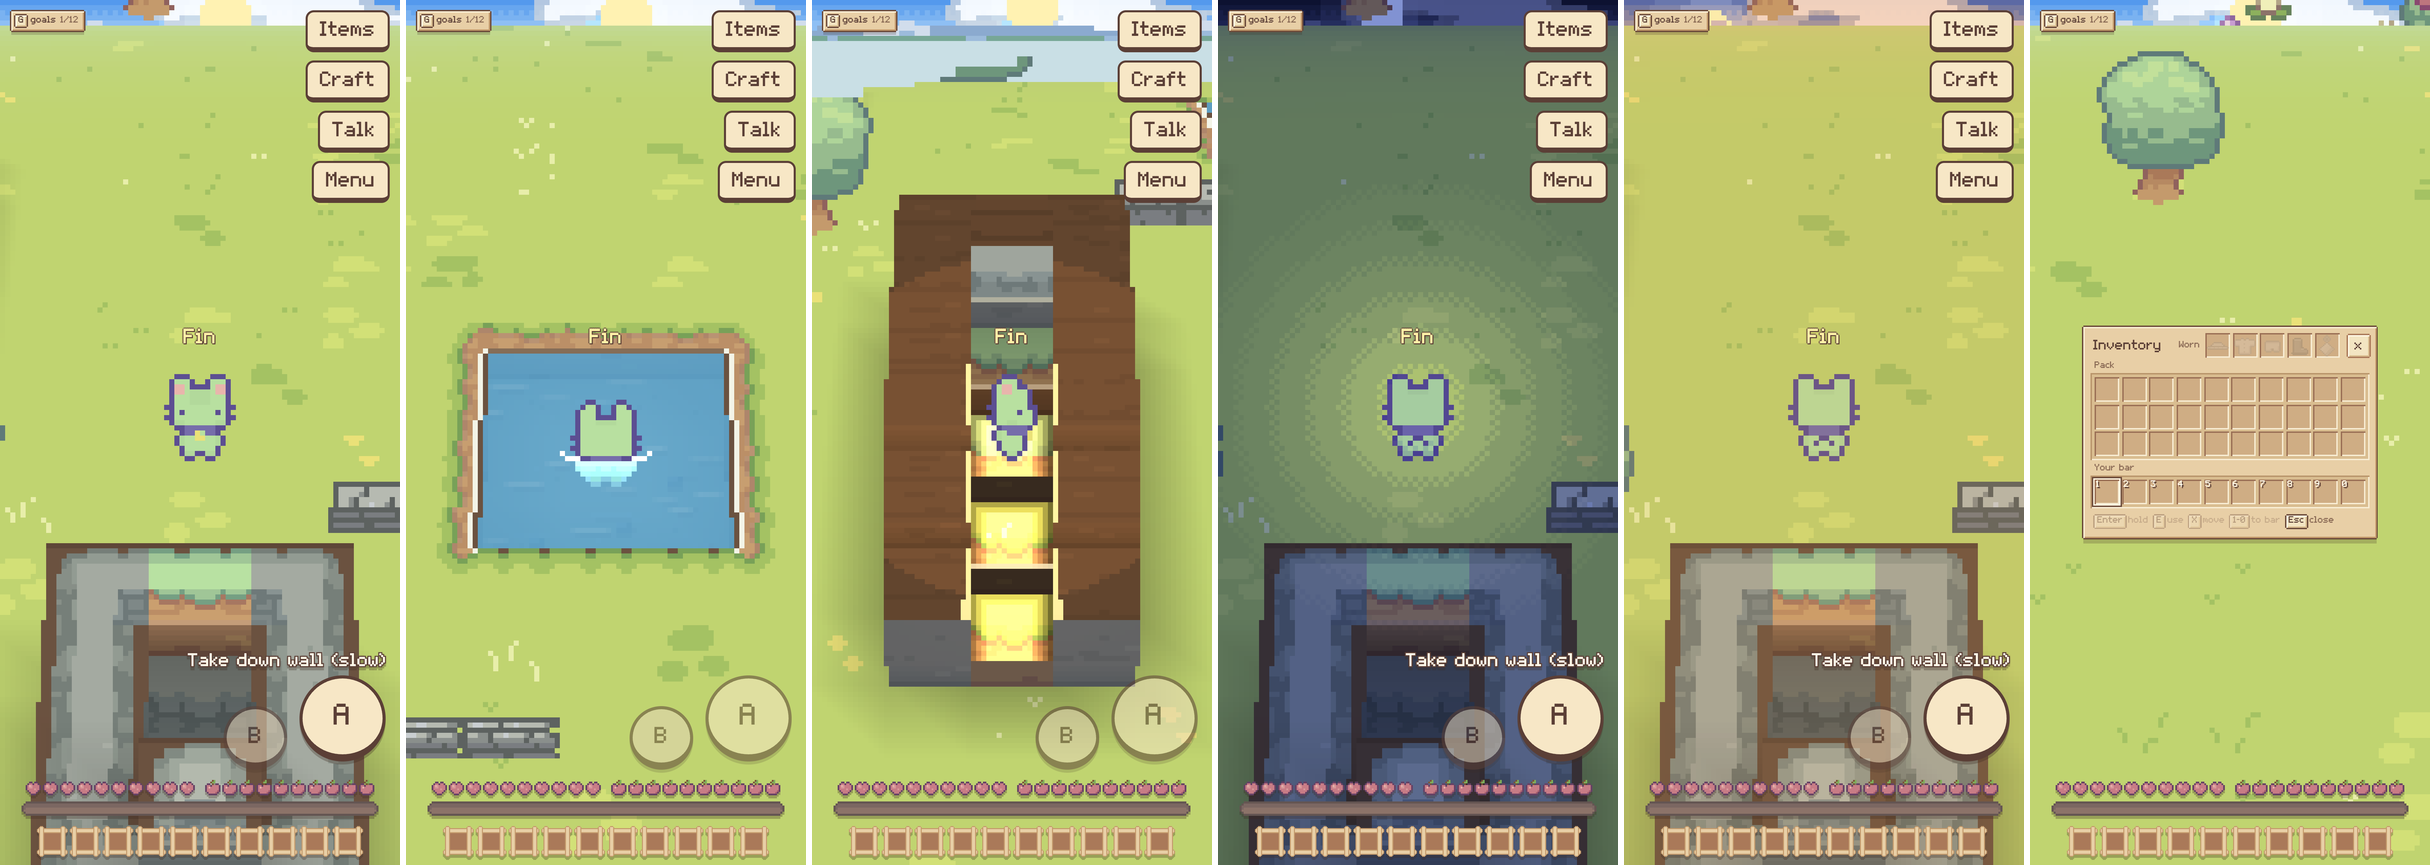 G goals 1/12
Items
Craft
Talk
Menu
Fin
Take down wall (slow)
A
B
G goals 1/12
Items
Craft
Talk
Menu
Fin
A
B
G goals 1/12
Items
Craft
Talk
Menu
Fin
A
B
G goals 1/12
Items
Craft
Talk
Menu
Fin
Take down wall (slow)
A
B
G goals 1/12
Items
Craft
Talk
Menu
Fin
Take down wall (slow)
A
B
G goals 1/12
Inventory Worn X
Pack
Your bar
1 2 3 4 5 6 7 8 9 0
Enter hold E use X move 1-0 to bar Esc close